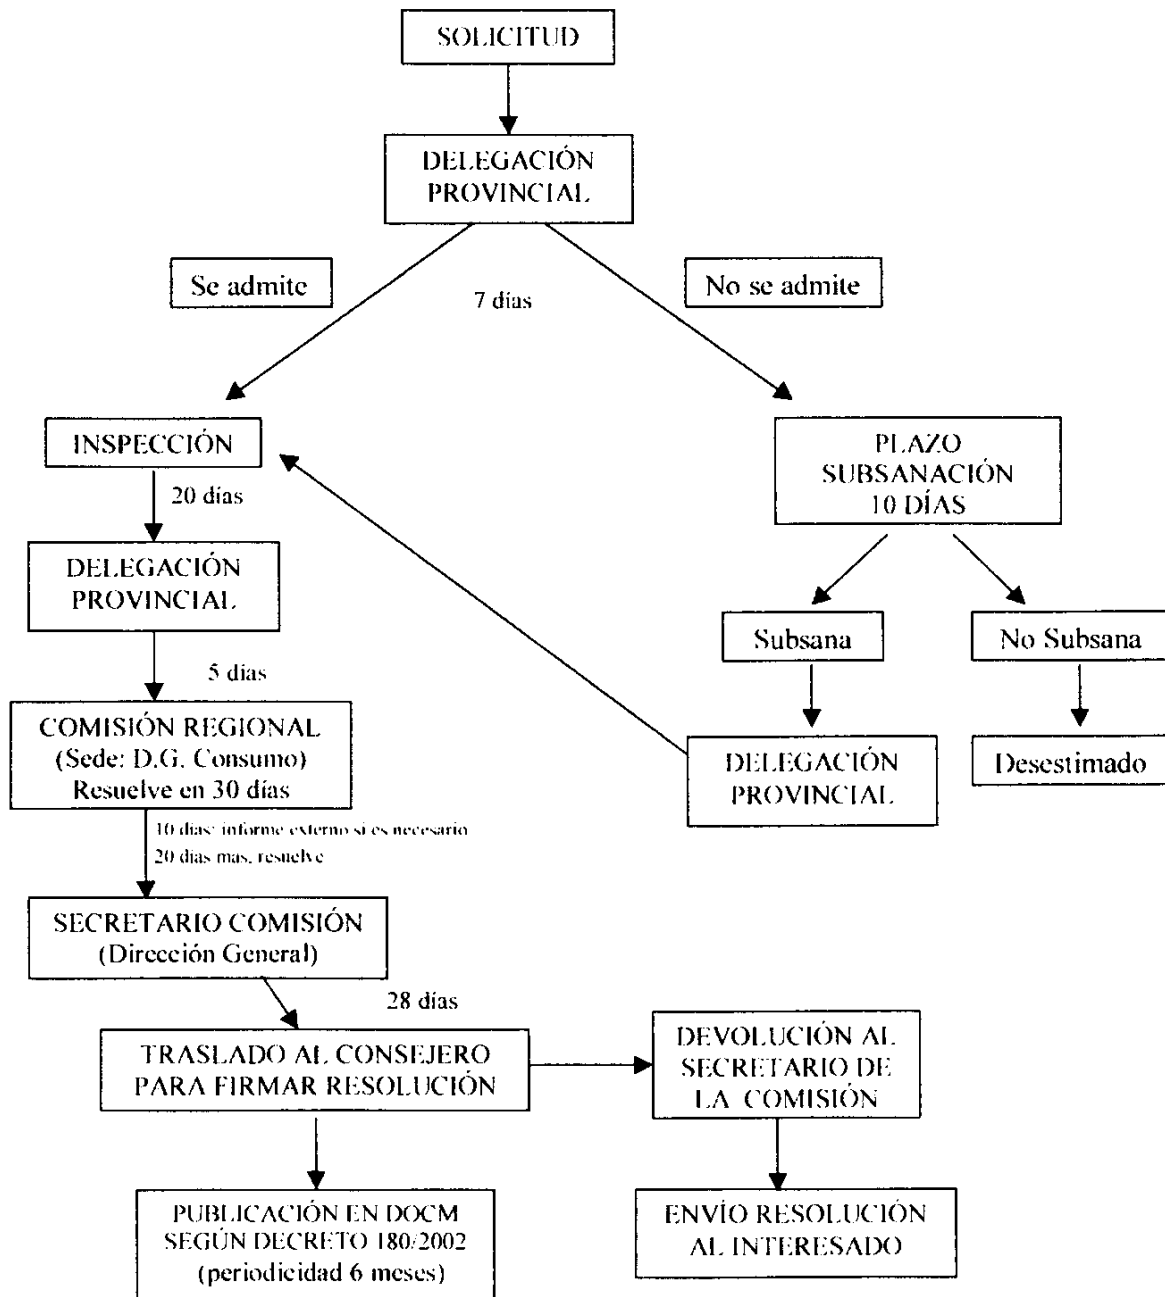 SOLICITUD
DELEGACIÓN
PROVINCIAL
Se admite
7 días
No se admite
INSPECCIÓN
PLAZO
SUBSANACIÓN
10 DÍAS
20 días
DELEGACIÓN
PROVINCIAL
Subsana
No Subsana
5 días
COMISIÓN REGIONAL
(Sede: D.G. Consumo)
Resuelve en 30 días
DELEGACIÓN
PROVINCIAL
Desestimado
10 días: informe externo si es necesario
20 días mas, resuelve
SECRETARIO COMISIÓN
(Dirección General)
28 días
TRASLADO AL CONSEJERO
PARA FIRMAR RESOLUCIÓN
DEVOLUCIÓN AL
SECRETARIO DE
LA COMISIÓN
PUBLICACIÓN EN DOCM
SEGÚN DECRETO 180/2002
(periodicidad 6 meses)
ENVÍO RESOLUCIÓN
AL INTERESADO